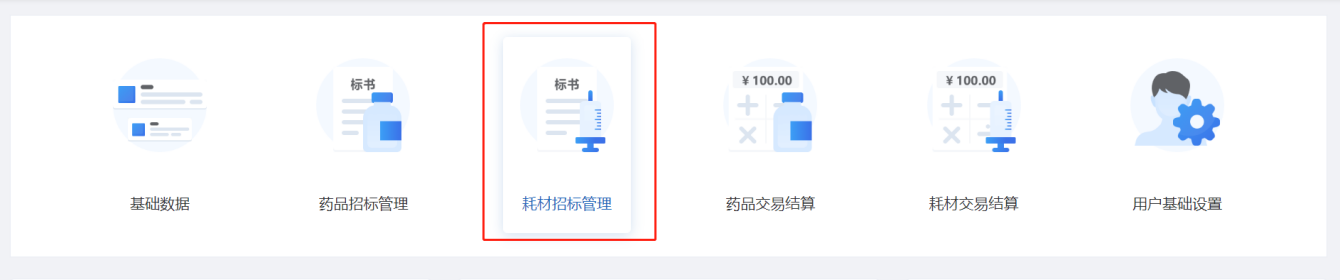 标书
标书
¥ 100.00
¥ 100.00
基础数据
药品招标管理
耗材招标管理
药品交易结算
耗材交易结算
用户基础设置